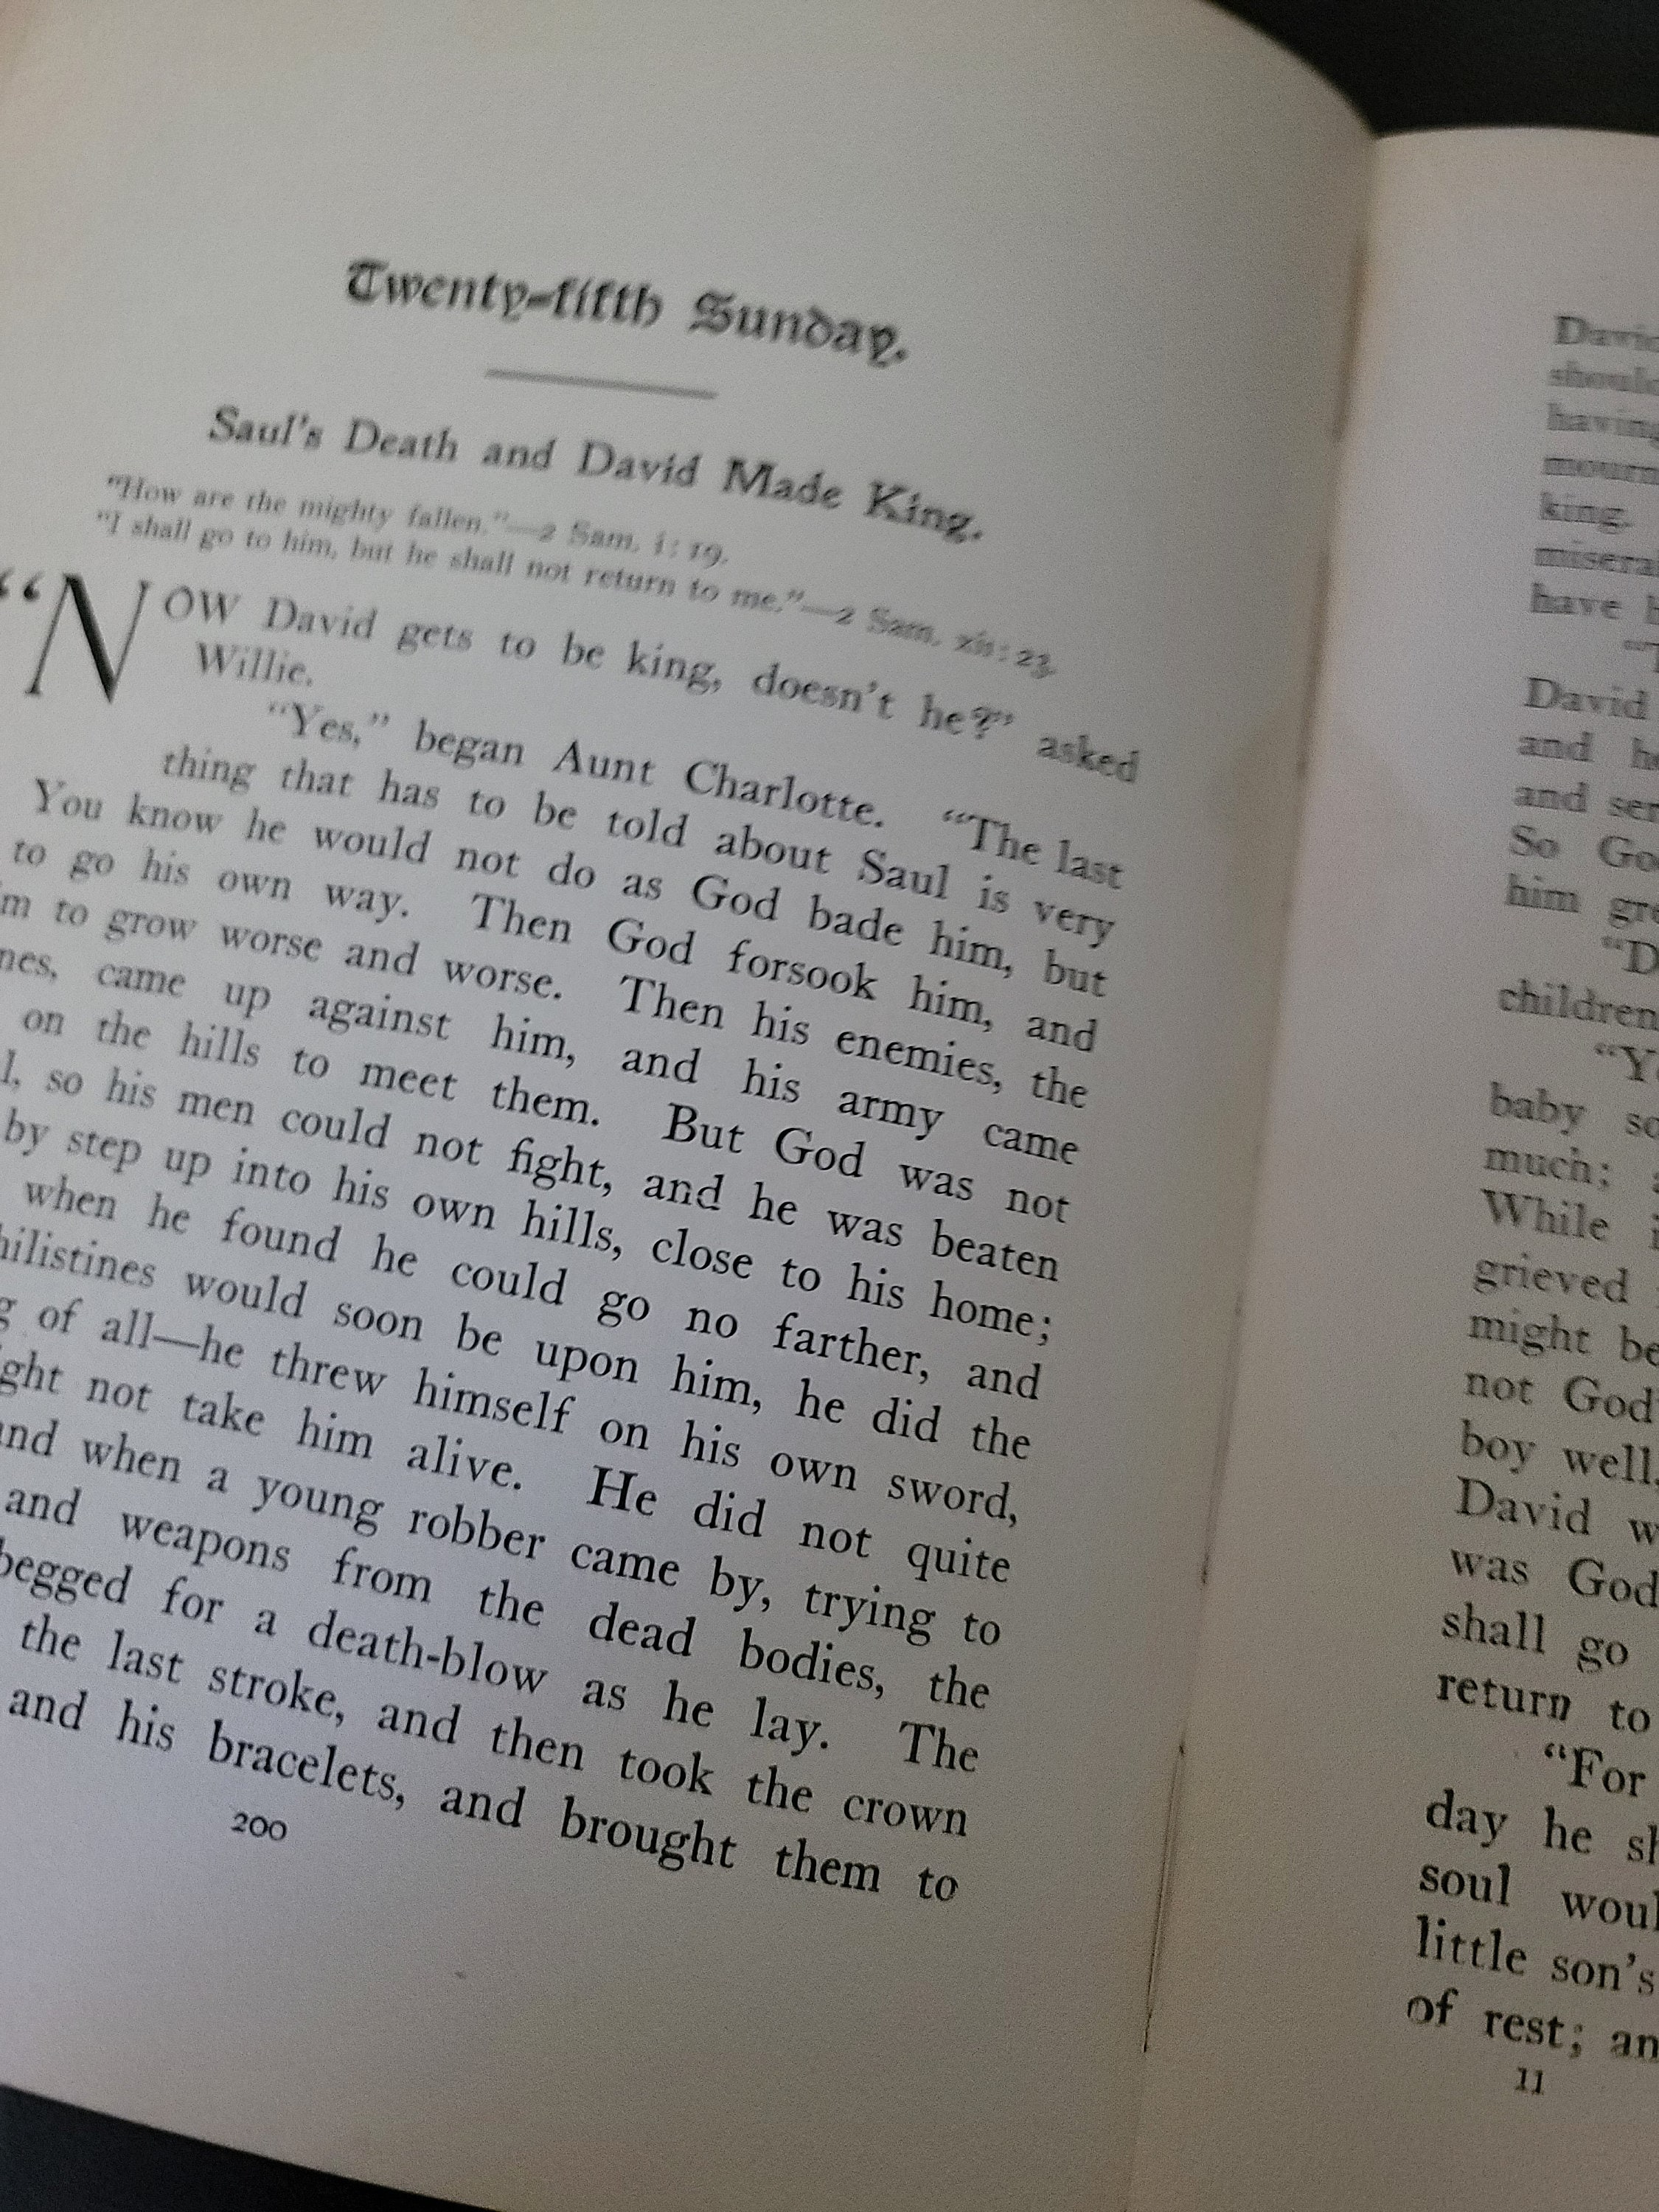 Twenty-fifth Sunday.
Saul's Death and David Made King.
"How are the mighty fallen."—2 Sam. i: 19.
"I shall go to him, but he shall not return to me."—2 Sam. xii: 23.
"NOW David gets to be king, doesn't he?" asked
Willie.
"Yes," began Aunt Charlotte. "The last
thing that has to be told about Saul is very
You know he would not do as God bade him, but
to go his own way. Then God forsook him, and
to grow worse and worse. Then his enemies, the
came up against him, and his army came
on the hills to meet them. But God was not
so his men could not fight, and he was beaten
by step up into his own hills, close to his home;
when he found he could go no farther, and
would soon be upon him, he did the
of all—he threw himself on his own sword,
not take him alive. He did not quite
when a young robber came by, trying to
and weapons from the dead bodies, the
begged for a death-blow as he lay. The
the last stroke, and then took the crown
and his bracelets, and brought them to
200
king.
have
David
and
and
So
him
children
baby
much;
While
grieved
might
not
boy well,
David
was God
shall go
return to
"For
day he
soul
little son's
of rest;
11